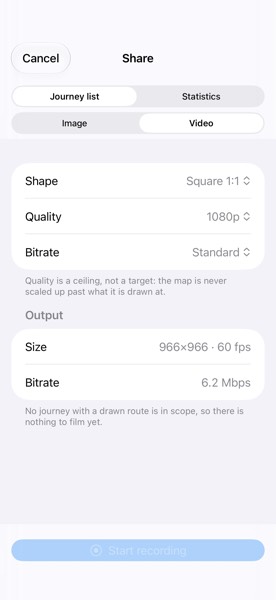 Cancel
Share
Journey list
Statistics
Image
Video
Shape
Square 1:1
Quality
1080p
Bitrate
Standard
Quality is a ceiling, not a target: the map is never
scaled up past what it is drawn at.
Output
Size
966×966 · 60 fps
Bitrate
6.2 Mbps
No journey with a drawn route is in scope, so there is
nothing to film yet.
Start recording